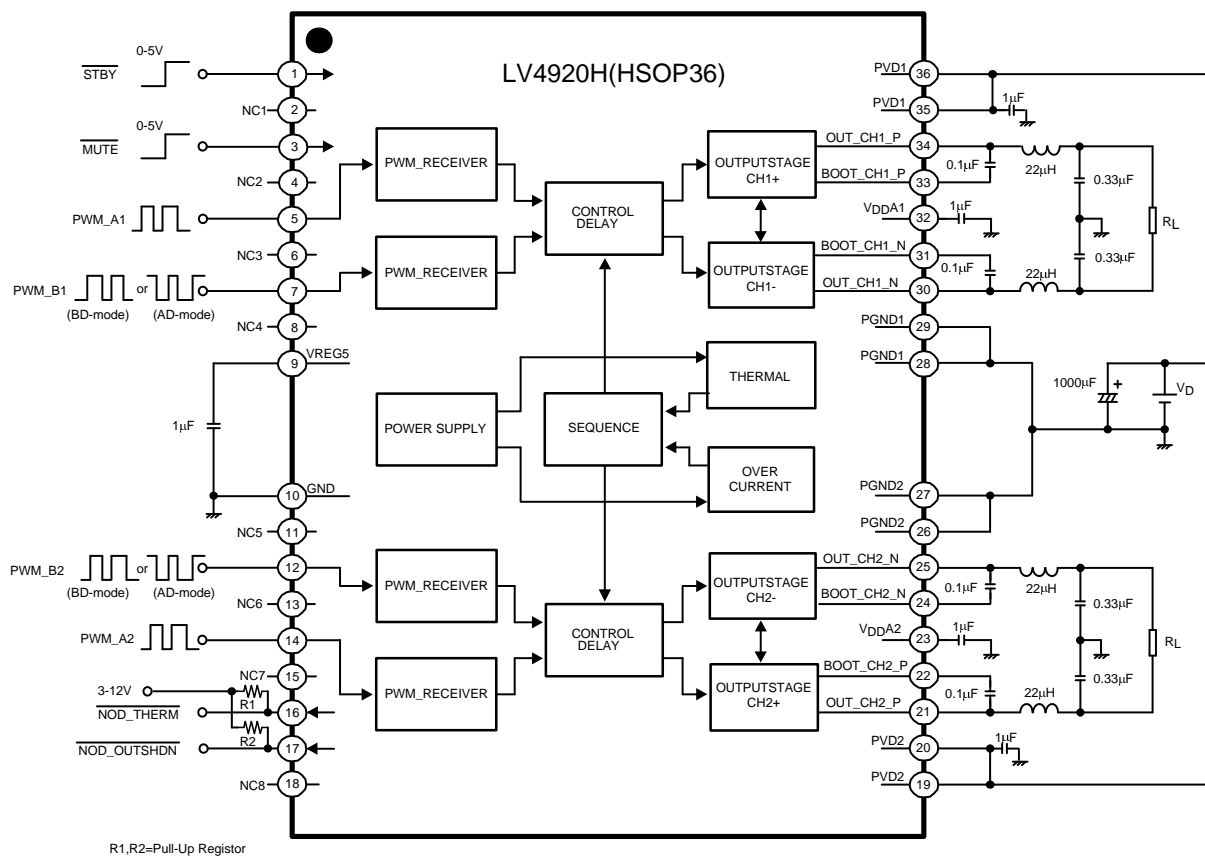 LV4920H(HSOP36)
0-5V
STBY
1
NC1
2
0-5V
MUTE
3
NC2
4
PWM_A1
5
NC3
6
PWM_B1
or
7
(BD-mode)
(AD-mode)
NC4
8
VREG5
9
1μF
GND
10
NC5
11
PWM_B2
or
12
(BD-mode)
(AD-mode)
NC6
13
PWM_A2
14
NC7
15
3-12V
R1
NOD_THERM
16
R2
NOD_OUTSHDN
17
NC8
18
PWM_RECEIVER
PWM_RECEIVER
CONTROL
DELAY
OUTPUTSTAGE
CH1+
OUTPUTSTAGE
CH1-
POWER SUPPLY
SEQUENCE
THERMAL
OVER
CURRENT
PWM_RECEIVER
PWM_RECEIVER
CONTROL
DELAY
OUTPUTSTAGE
CH2-
OUTPUTSTAGE
CH2+
PVD1
36
PVD1
35
1μF
OUT_CH1_P
34
0.1μF
22μH
BOOT_CH1_P
33
0.33μF
VDDA1
32
1μF
RL
BOOT_CH1_N
31
0.1μF
22μH
0.33μF
OUT_CH1_N
30
PGND1
29
PGND1
28
1000μF
+
VD
PGND2
27
PGND2
26
OUT_CH2_N
25
0.1μF
22μH
BOOT_CH2_N
24
0.33μF
VDDA2
23
1μF
RL
BOOT_CH2_P
22
0.1μF
22μH
0.33μF
OUT_CH2_P
21
PVD2
20
1μF
PVD2
19
R1,R2=Pull-Up Registor